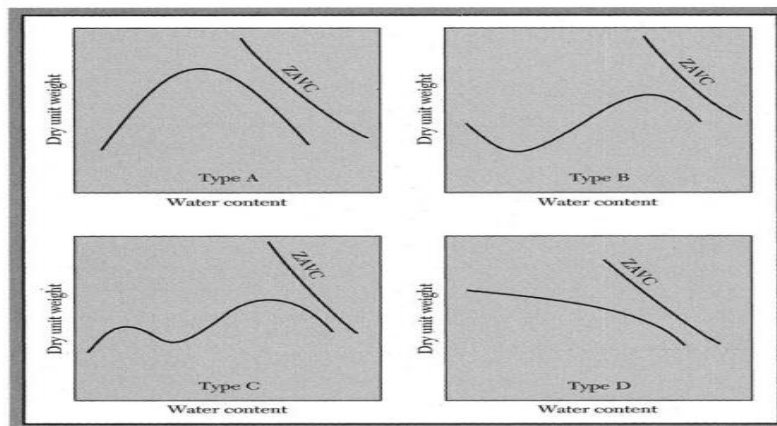 Dry unit weight
ZAVC
Type A
Water content
Dry unit weight
ZAVC
Type B
Water content
Dry unit weight
ZAVC
Type C
Water content
Dry unit weight
ZAVC
Type D
Water content